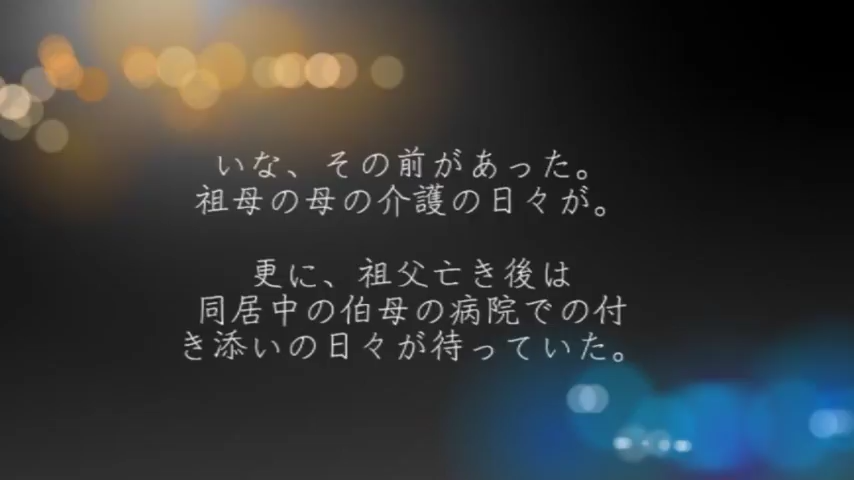 いな、その前があった。
祖母の母の介護の日々が。
更に、祖父亡き後は
同居中の伯母の病院での付
き添いの日々が待っていた。